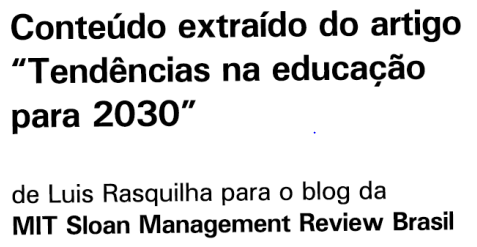 Conteúdo extraído do artigo
“Tendências na educação
para 2030”
de Luis Rasquilha para o blog da
MIT Sloan Management Review Brasil